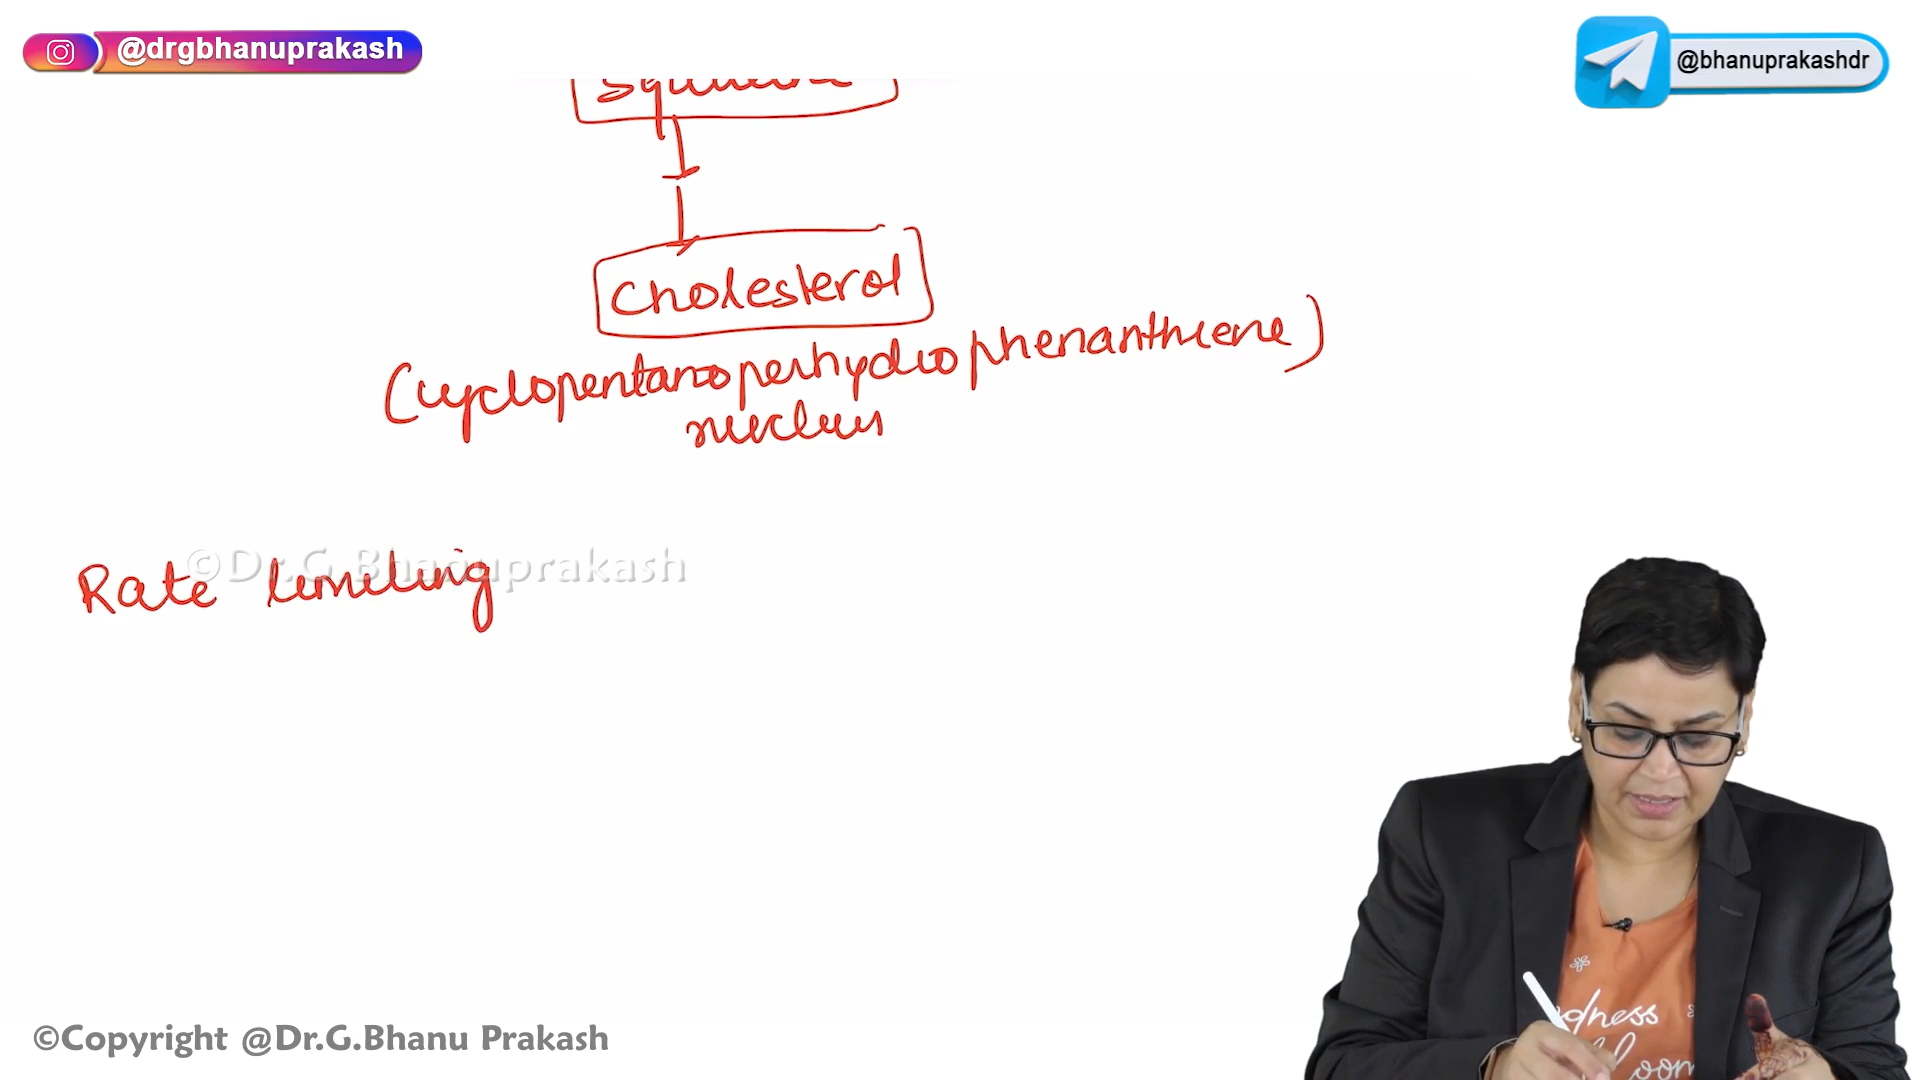 @drgbhanuprakash
@bhanuprakashdr
Cholesterol
(cyclopentanoperhydrophenanthrene)
nucleus
©Dr.G.Bhanuprakash
Rate limiting
©Copyright @Dr.G.Bhanu Prakash